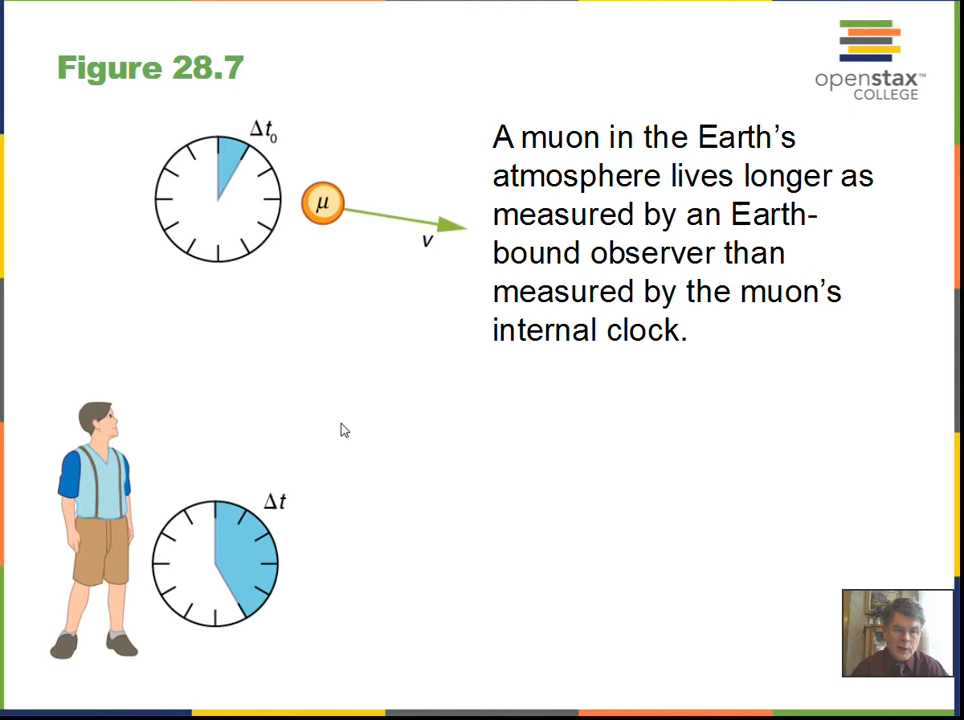 Figure 28.7
openstax™
COLLEGE
Δt₀
μ
v
A muon in the Earth’s
atmosphere lives longer as
measured by an Earth-
bound observer than
measured by the muon’s
internal clock.
Δt